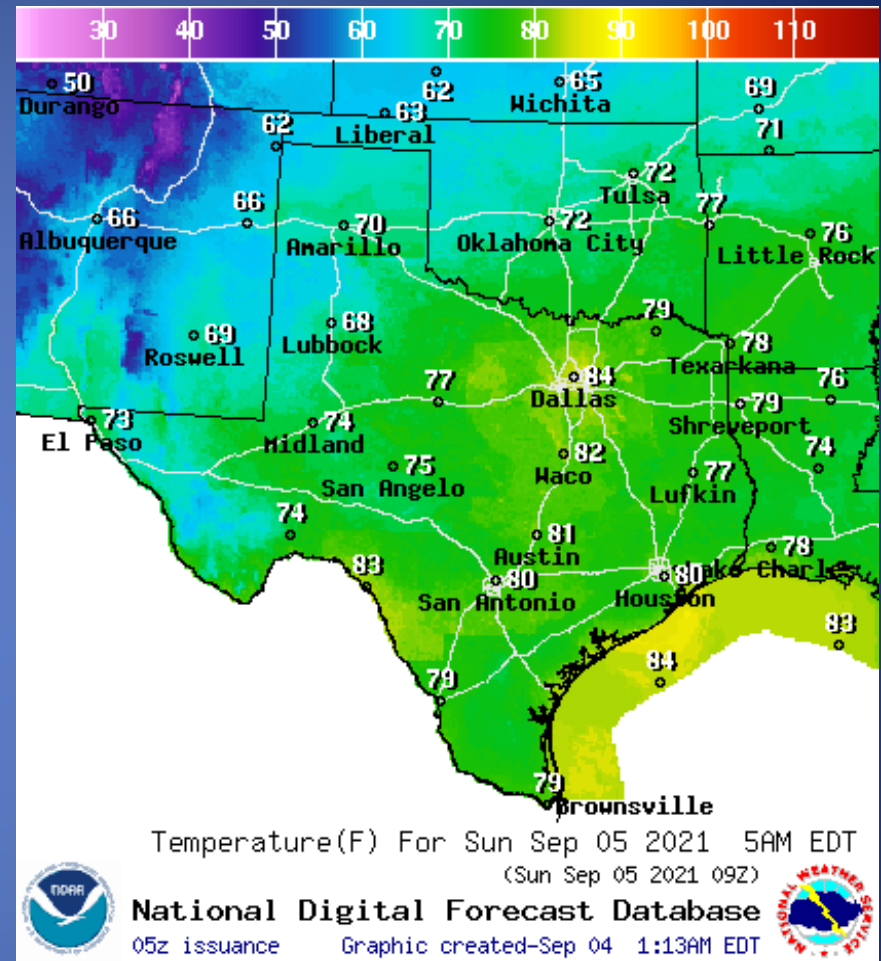 30 40 50 60 70 80 90 100 110
50
Durango
62
63
Liberal
65
Wichita
69
62
71
72
Tulsa
66
Albuquerque
66
70
Amarillo
72
Oklahoma City
77
76
Little Rock
69
Roswell
68
Lubbock
79
78
Texarkana
84
Dallas
77
79
Shreveport
76
73
El Paso
74
Midland
75
San Angelo
82
Waco
77
Lufkin
74
74
81
Austin
78
Lake Charles
83
80
San Antonio
80
Houston
83
84
79
79
Brownsville
Temperature(F) For Sun Sep 05 2021 5AM EDT
(Sun Sep 05 2021 09Z)
National Digital Forecast Database
05z issuance Graphic created-Sep 04 1:13AM EDT
NOAA
NATIONAL WEATHER SERVICE